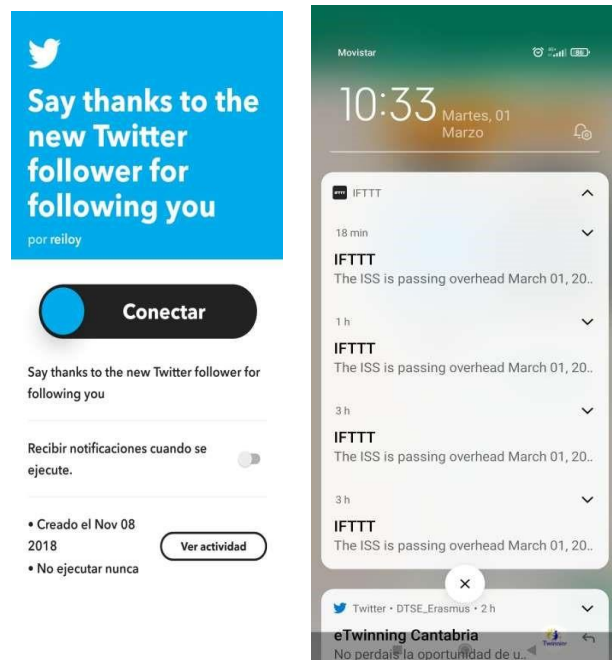 Say thanks to the
new Twitter
follower for
following you
por reiloy
Conectar
Say thanks to the new Twitter follower for
following you
Recibir notificaciones cuando se
ejecute.
• Creado el Nov 08
2018
• No ejecutar nunca
Ver actividad
Movistar
86
10:33
Martes, 01
Marzo
IFTTT
18 min
IFTTT
The ISS is passing overhead March 01, 20..
1 h
IFTTT
The ISS is passing overhead March 01, 20..
3 h
IFTTT
The ISS is passing overhead March 01, 20..
3 h
IFTTT
The ISS is passing overhead March 01, 20..
Twitter • DTSE_Erasmus • 2 h
eTwinning Cantabria
No perdais la oportunidad de u..